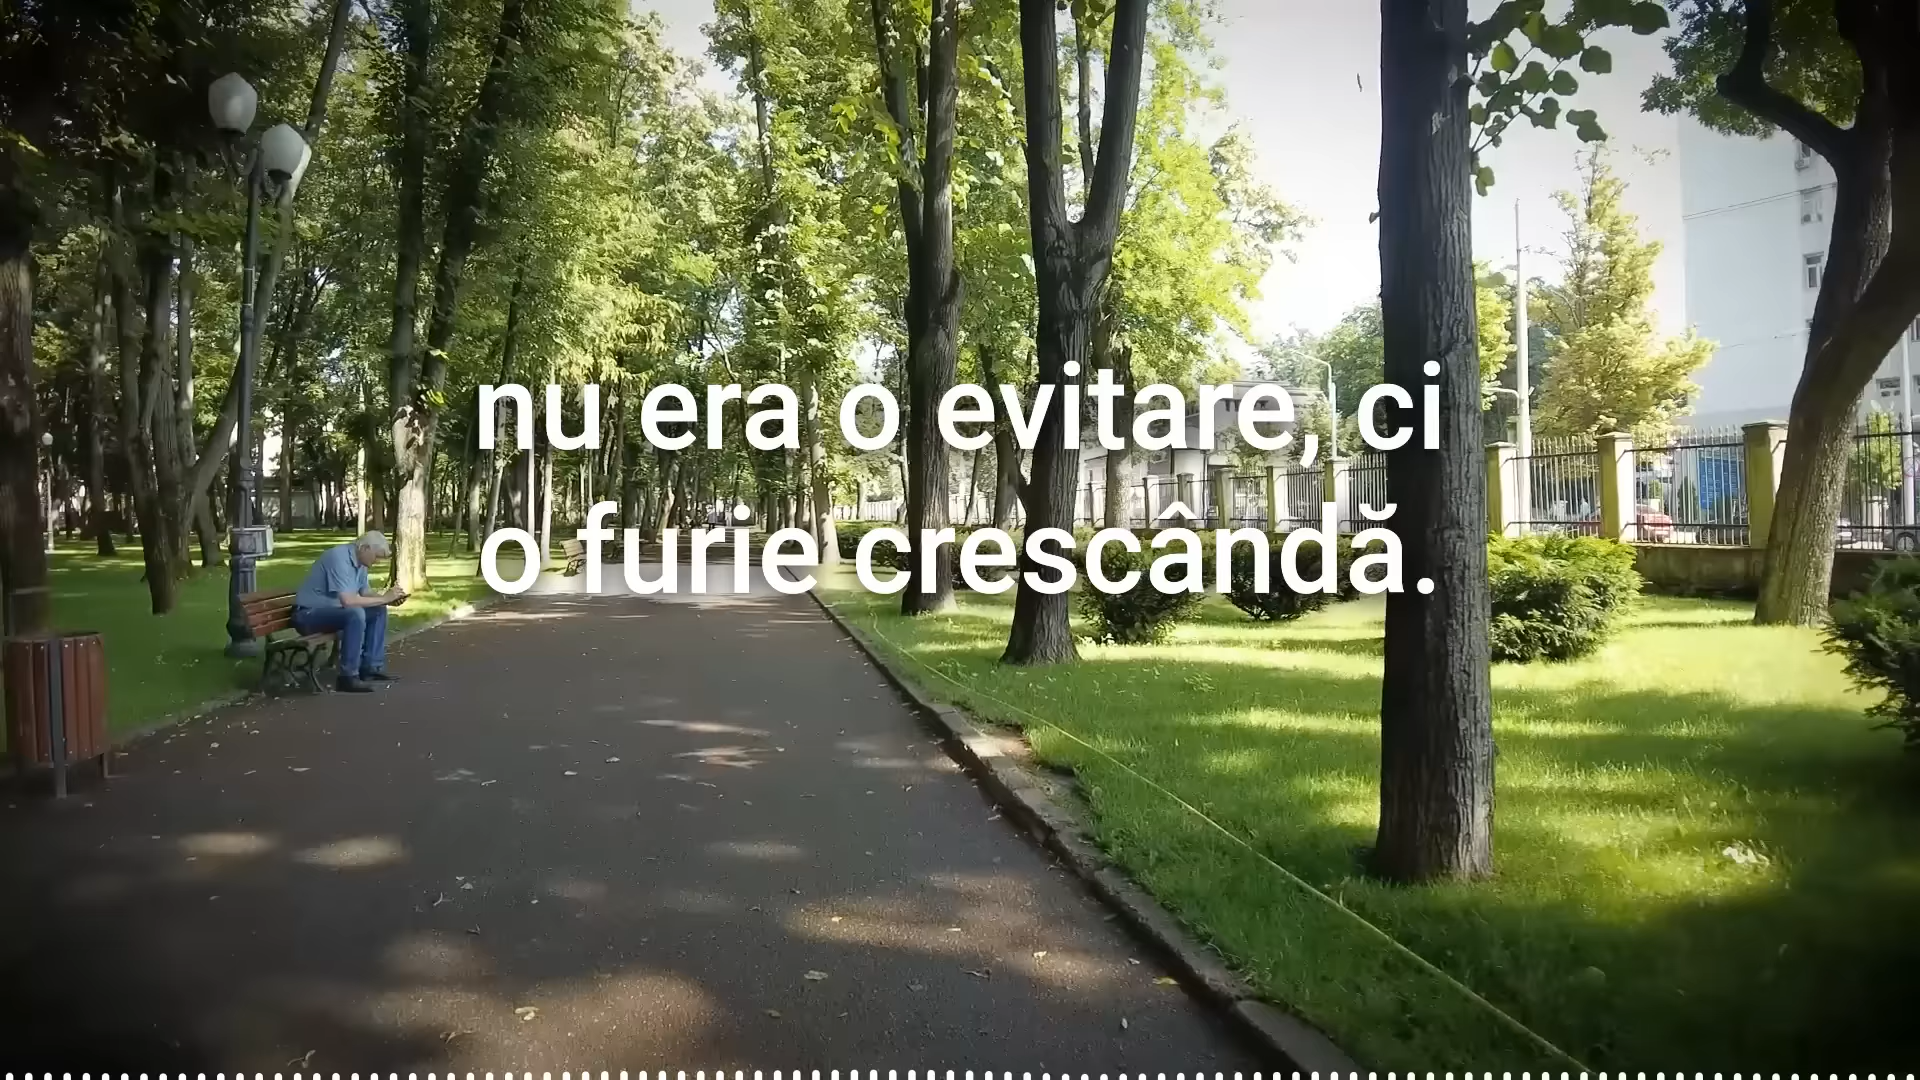 nu era o evitare, ci
o furie crescândă.